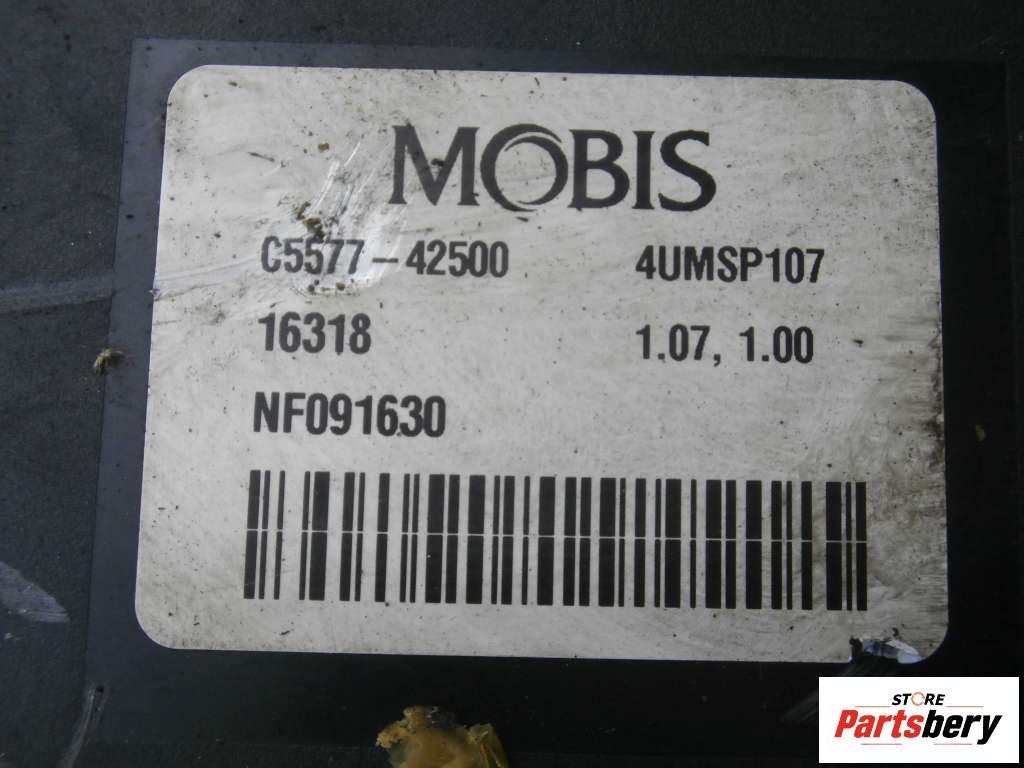 MOBIS
C5577-42500 4UMSP107
16318 1.07, 1.00
NF091630
STORE
Partsbery